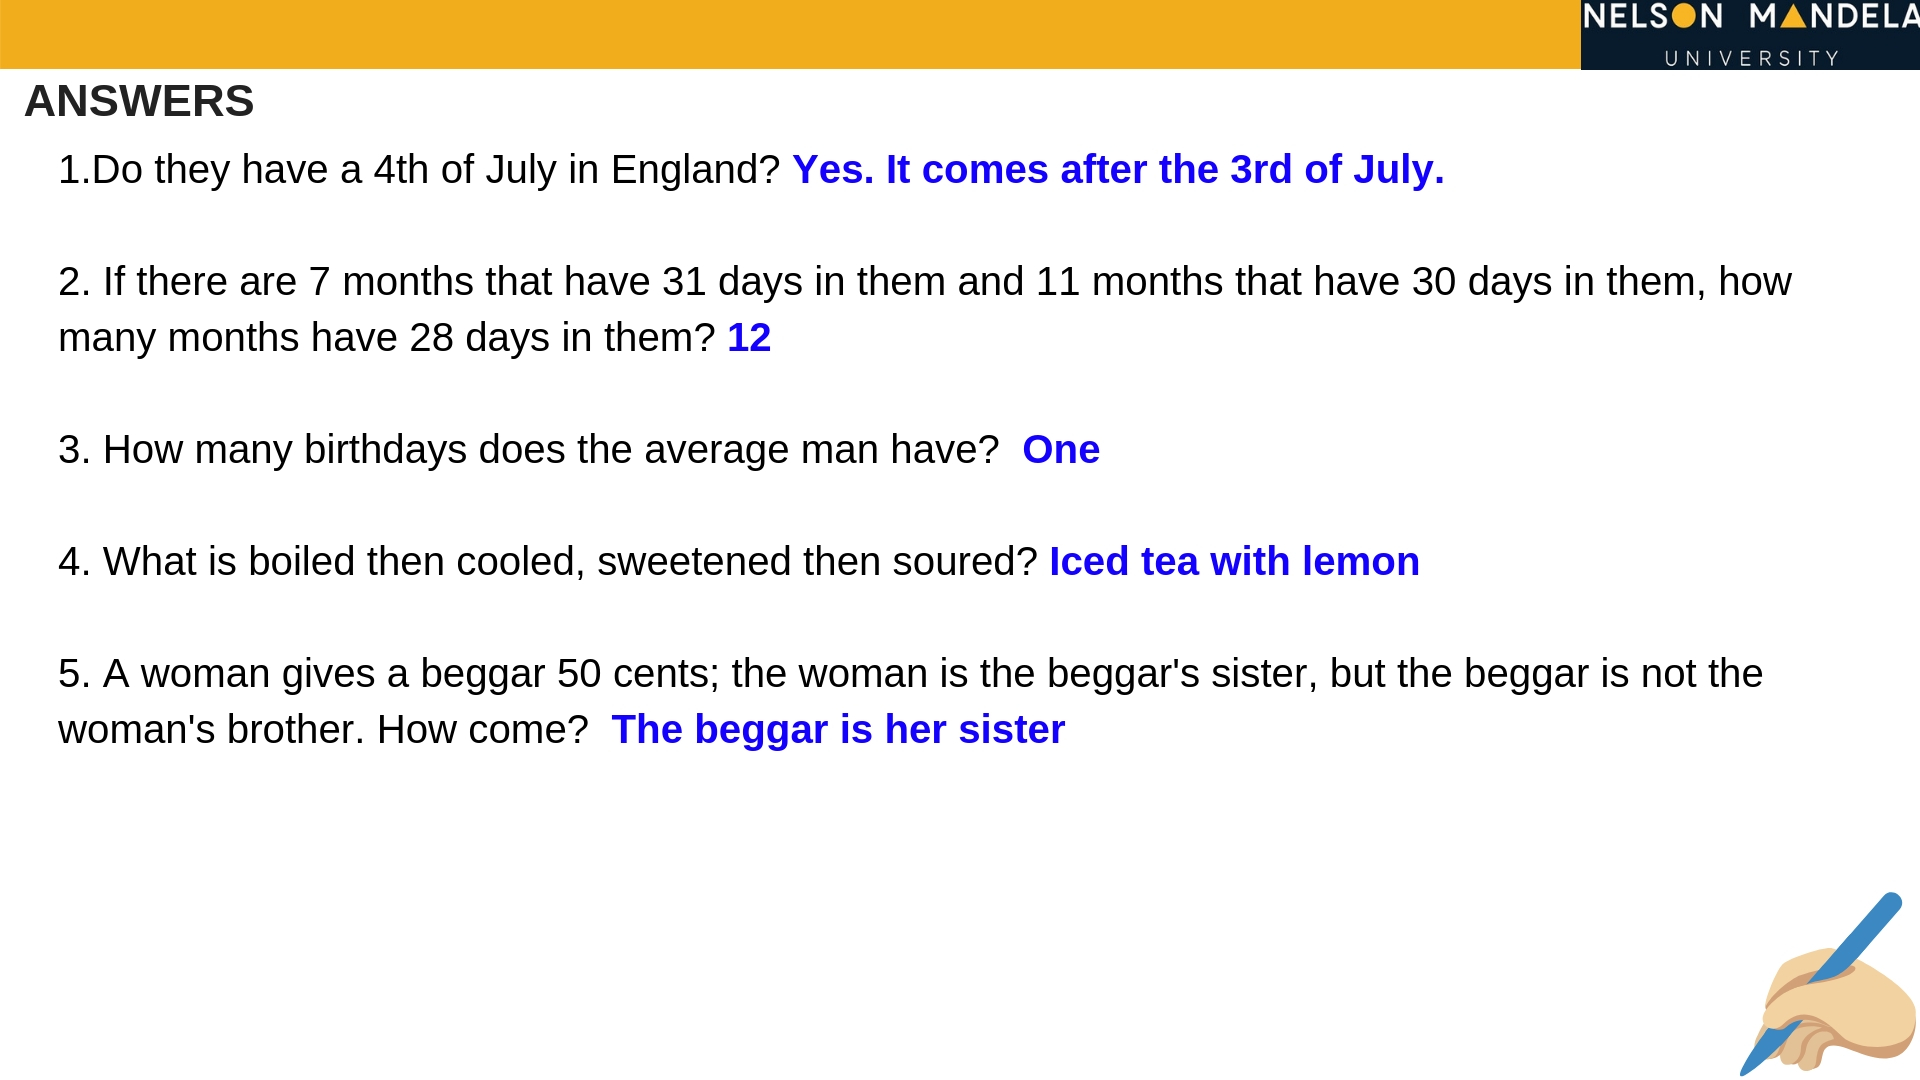 NELSON MANDELA
UNIVERSITY
ANSWERS
1.Do they have a 4th of July in England? Yes. It comes after the 3rd of July.
2. If there are 7 months that have 31 days in them and 11 months that have 30 days in them, how
many months have 28 days in them? 12
3. How many birthdays does the average man have?  One
4. What is boiled then cooled, sweetened then soured? Iced tea with lemon
5. A woman gives a beggar 50 cents; the woman is the beggar's sister, but the beggar is not the
woman's brother. How come?  The beggar is her sister